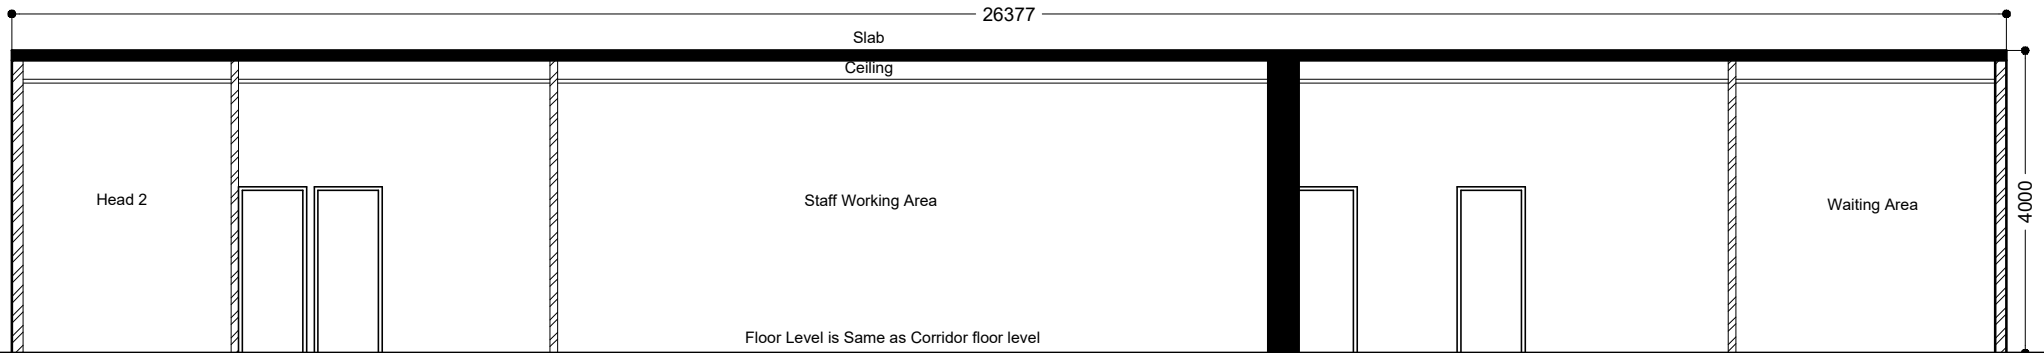 26377
Slab
Ceiling
Head 2
Staff Working Area
Waiting Area
4000
Floor Level is Same as Corridor floor level